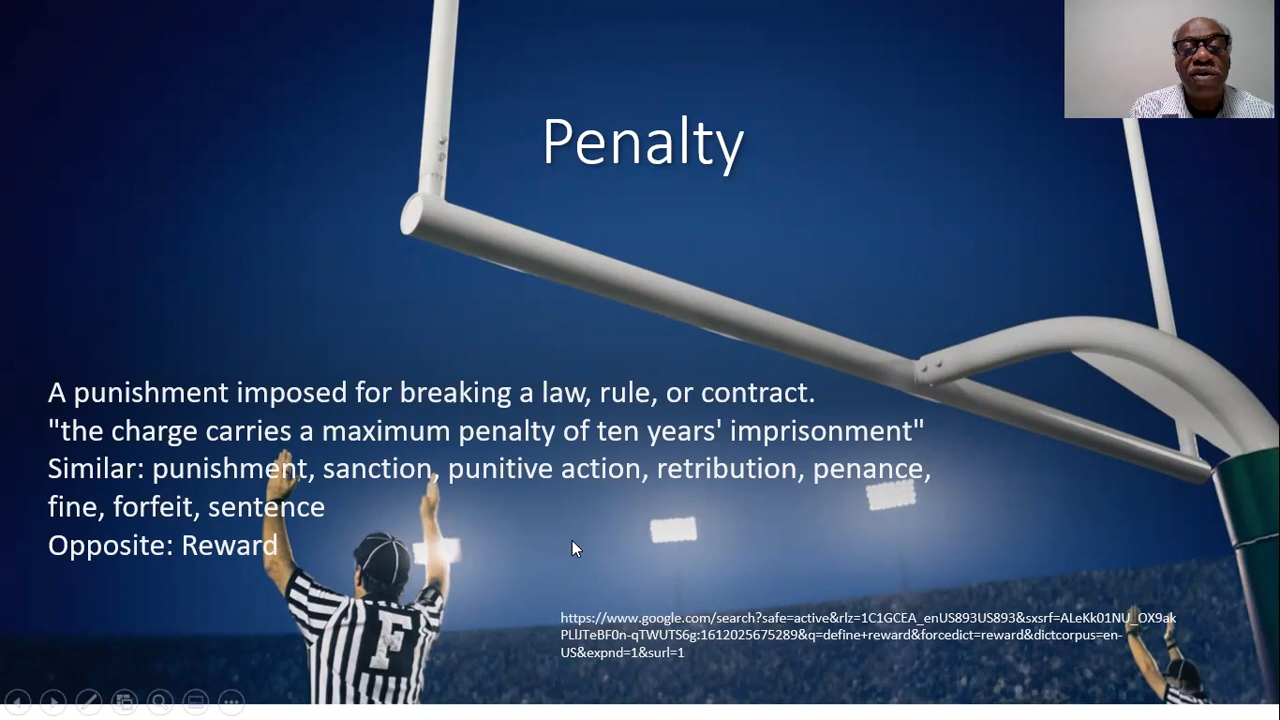 Penalty
A punishment imposed for breaking a law, rule, or contract.
"the charge carries a maximum penalty of ten years' imprisonment"
Similar: punishment, sanction, punitive action, retribution, penance,
fine, forfeit, sentence
Opposite: Reward
F
https://www.google.com/search?safe=active&rlz=1C1GCEA_enUS893US893&sxsrf=ALeKk01NU_OX9ak
PLlJTeBF0n-qTWUTS6g:1612025675289&q=define+reward&forcedict=reward&dictcorpus=en-
US&expnd=1&surl=1